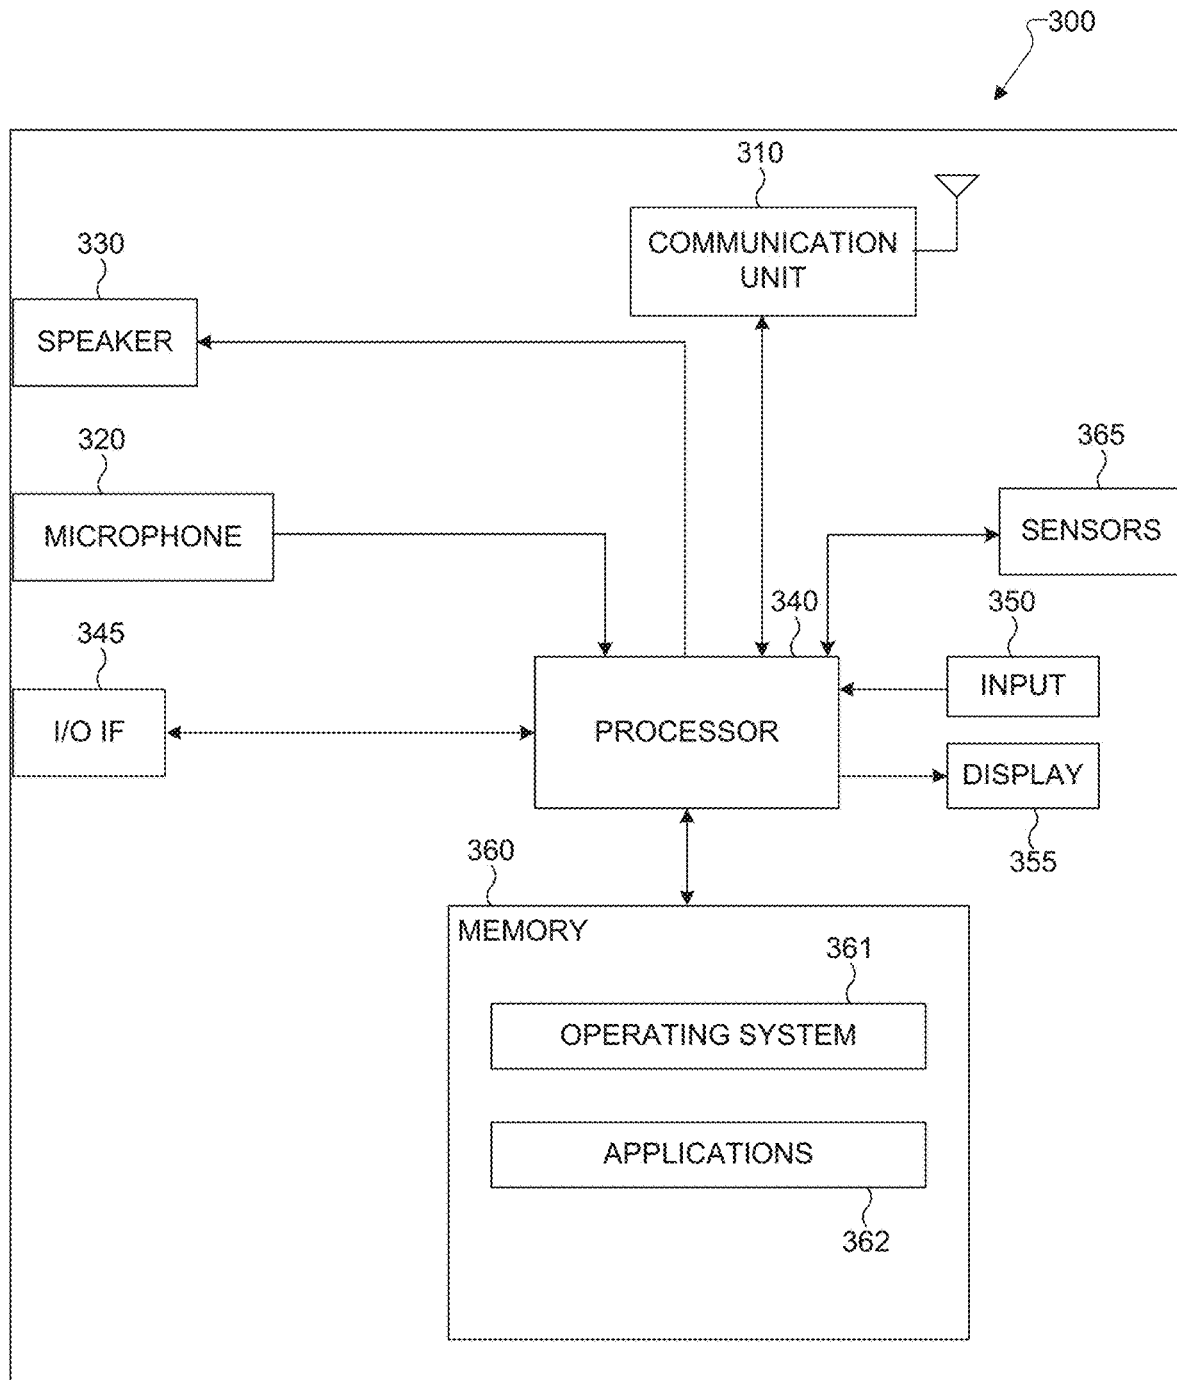 300
310
COMMUNICATION
UNIT
330
SPEAKER
320
MICROPHONE
365
SENSORS
345
I/O IF
340
PROCESSOR
350
INPUT
DISPLAY
355
360
MEMORY
361
OPERATING SYSTEM
APPLICATIONS
362